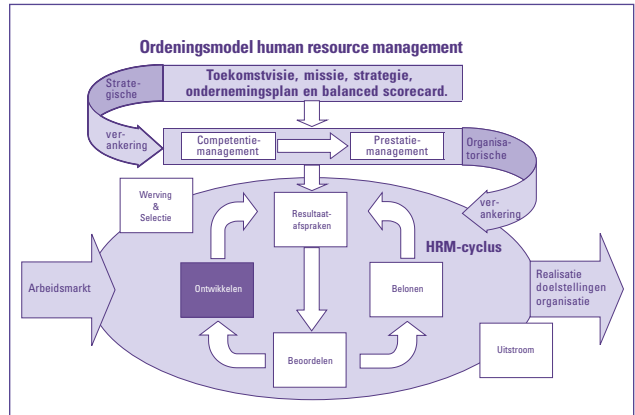 Ordeningsmodel human resource management
Strate-
gische
Toekomstvisie, missie, strategie,
ondernemingsplan en balanced scorecard.
ver-
ankering
Competentie-
management
Prestatie-
management
Organisa-
torische
ver-
ankering
Werving
&
Selectie
Resultaat-
afspraken
HRM-cyclus
Arbeidsmarkt
Ontwikkelen
Belonen
Realisatie
doelstellingen
organisatie
Beoordelen
Uitstroom